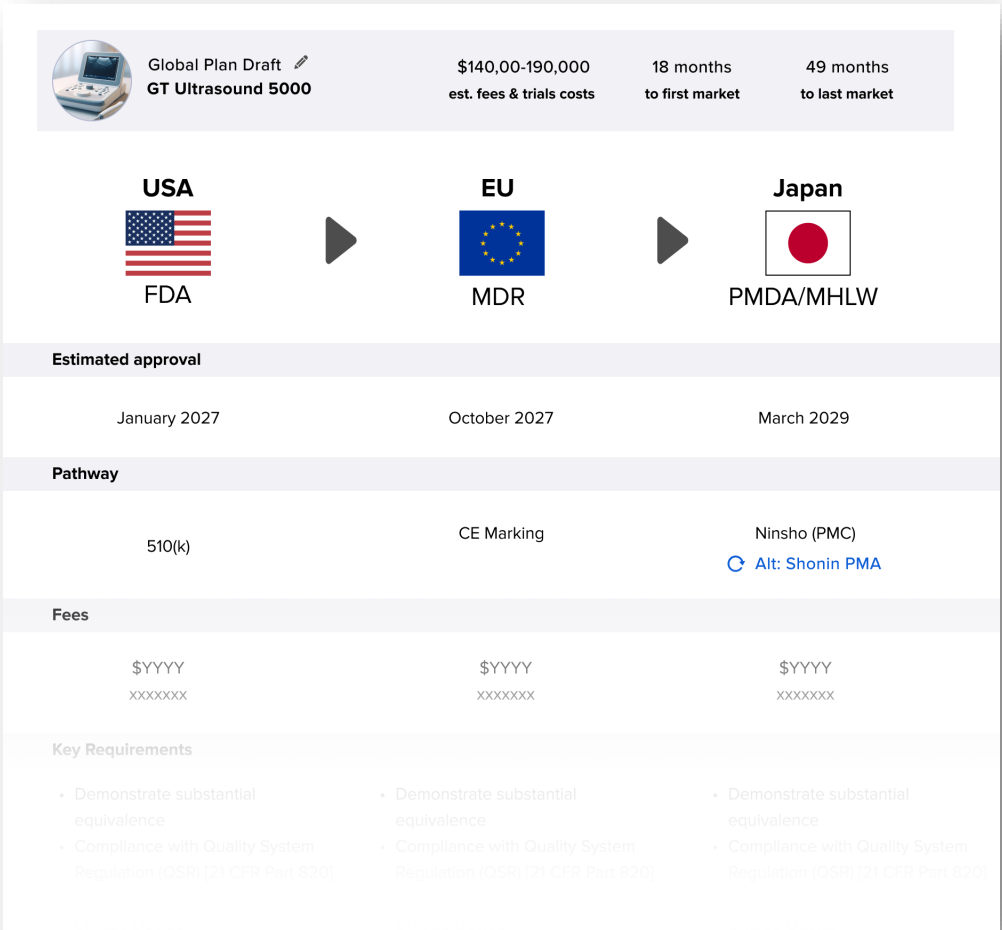 Global Plan Draft
GT Ultrasound 5000
$140,00-190,000
est. fees & trials costs
18 months
to first market
49 months
to last market
USA
EU
Japan
FDA
MDR
PMDA/MHLW
Estimated approval
January 2027
October 2027
March 2029
Pathway
510(k)
CE Marking
Ninsho (PMC)
Alt: Shonin PMA
Fees
$YYYY
$YYYY
$YYYY
xxxxxxx
xxxxxxx
xxxxxxx
Key Requirements
• Demonstrate substantial
equivalence
• Compliance with Quality System
Regulation (QSR) [21 CFR Part 820]
• Demonstrate substantial
equivalence
• Compliance with Quality System
Regulation (QSR) [21 CFR Part 820]
• Demonstrate substantial
equivalence
• Compliance with Quality System
Regulation (QSR) [21 CFR Part 820]